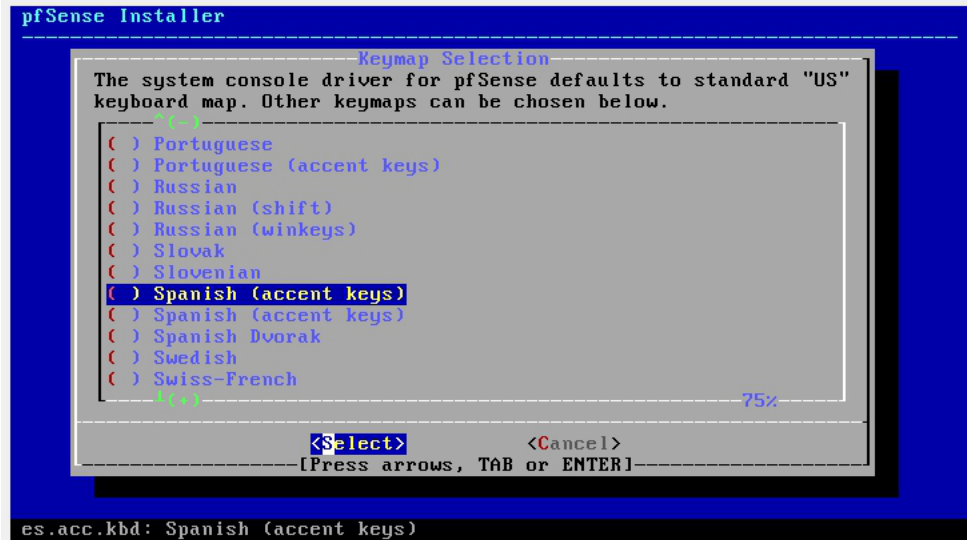 pfSense Installer
Keymap Selection
The system console driver for pfSense defaults to standard "US"
keyboard map. Other keymaps can be chosen below.
^(-)
( ) Portuguese
( ) Portuguese (accent keys)
( ) Russian
( ) Russian (shift)
( ) Russian (winkeys)
( ) Slovak
( ) Slovenian
( ) Spanish (accent keys)
( ) Spanish (accent keys)
( ) Spanish Dvorak
( ) Swedish
( ) Swiss-French
(+) 75%
<Select> <Cancel>
[Press arrows, TAB or ENTER]
es.acc.kbd: Spanish (accent keys)